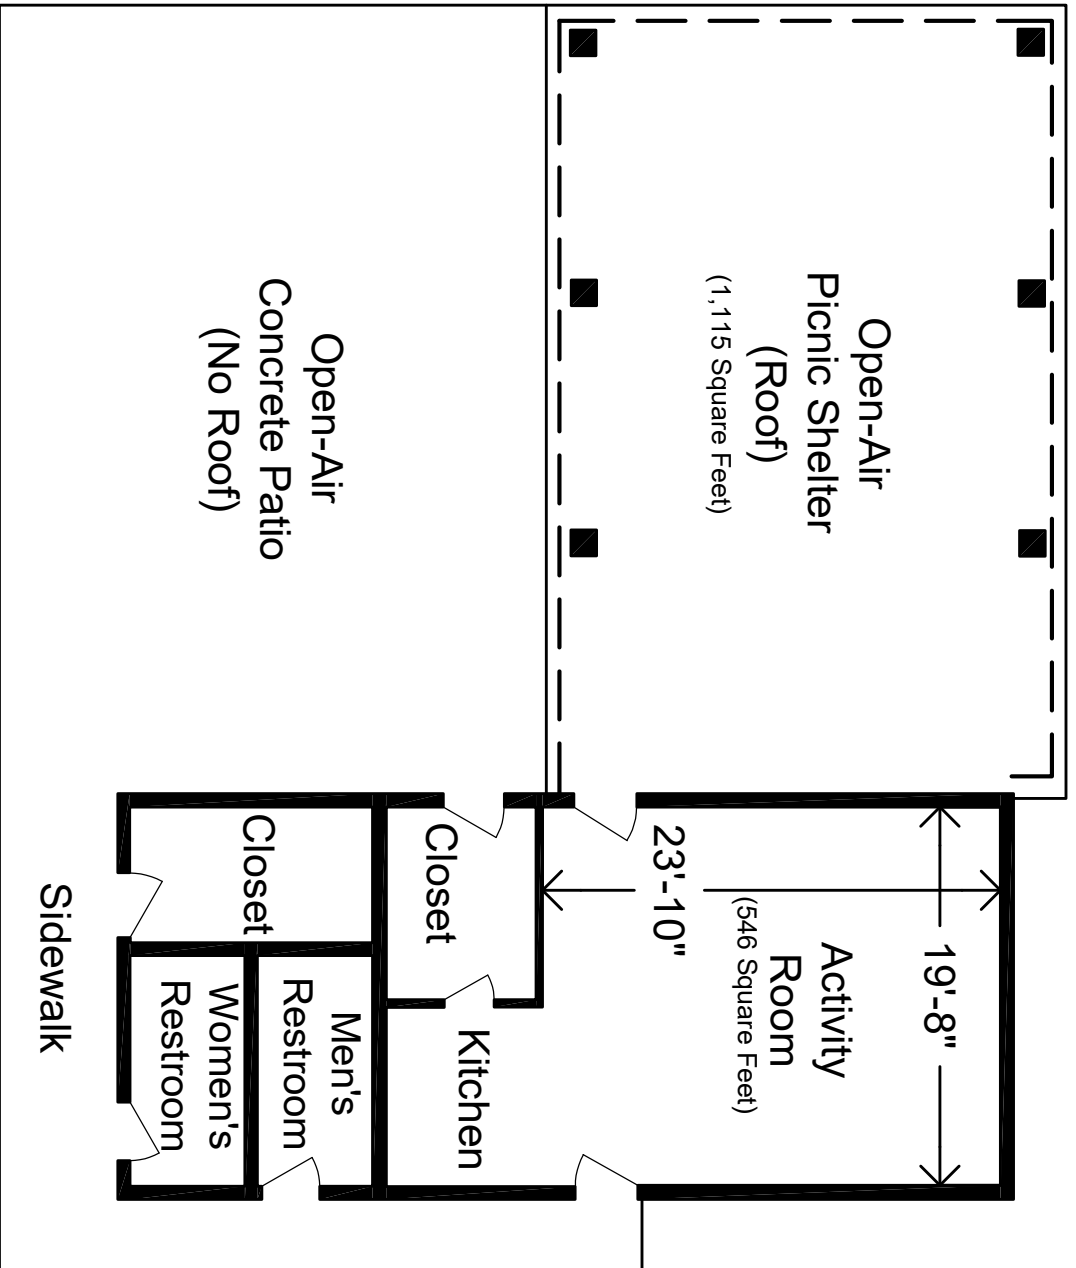 Open-Air
Picnic Shelter
(Roof)
(1,115 Square Feet)
Open-Air
Concrete Patio
(No Roof)
19'-8"
Activity
Room
(546 Square Feet)
23'-10"
Kitchen
Closet
Closet
Men's
Restroom
Women's
Restroom
Sidewalk